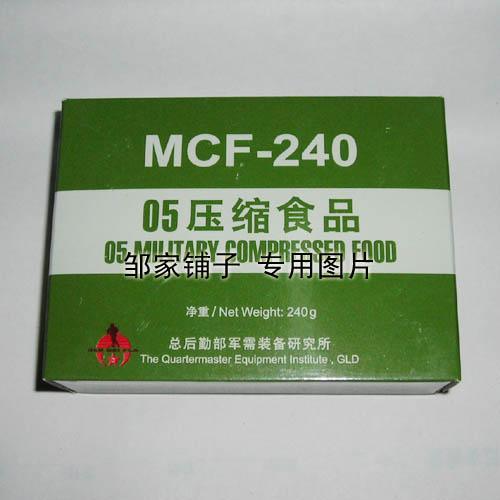 MCF-240
05压缩食品
05 MILITARY COMPRESSED FOOD
邹家铺子 专用图片
净重 / Net Weight: 240g
总后勤部军需装备研究所
The Quartermaster Equipment Institute , GLD